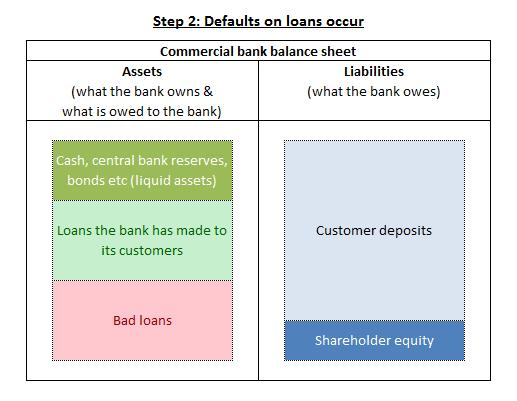 Step 2: Defaults on loans occur
Commercial bank balance sheet
Assets
(what the bank owns &
what is owed to the bank)
Liabilities
(what the bank owes)
Cash, central bank reserves,
bonds etc (liquid assets)
Loans the bank has made to
its customers
Bad loans
Customer deposits
Shareholder equity